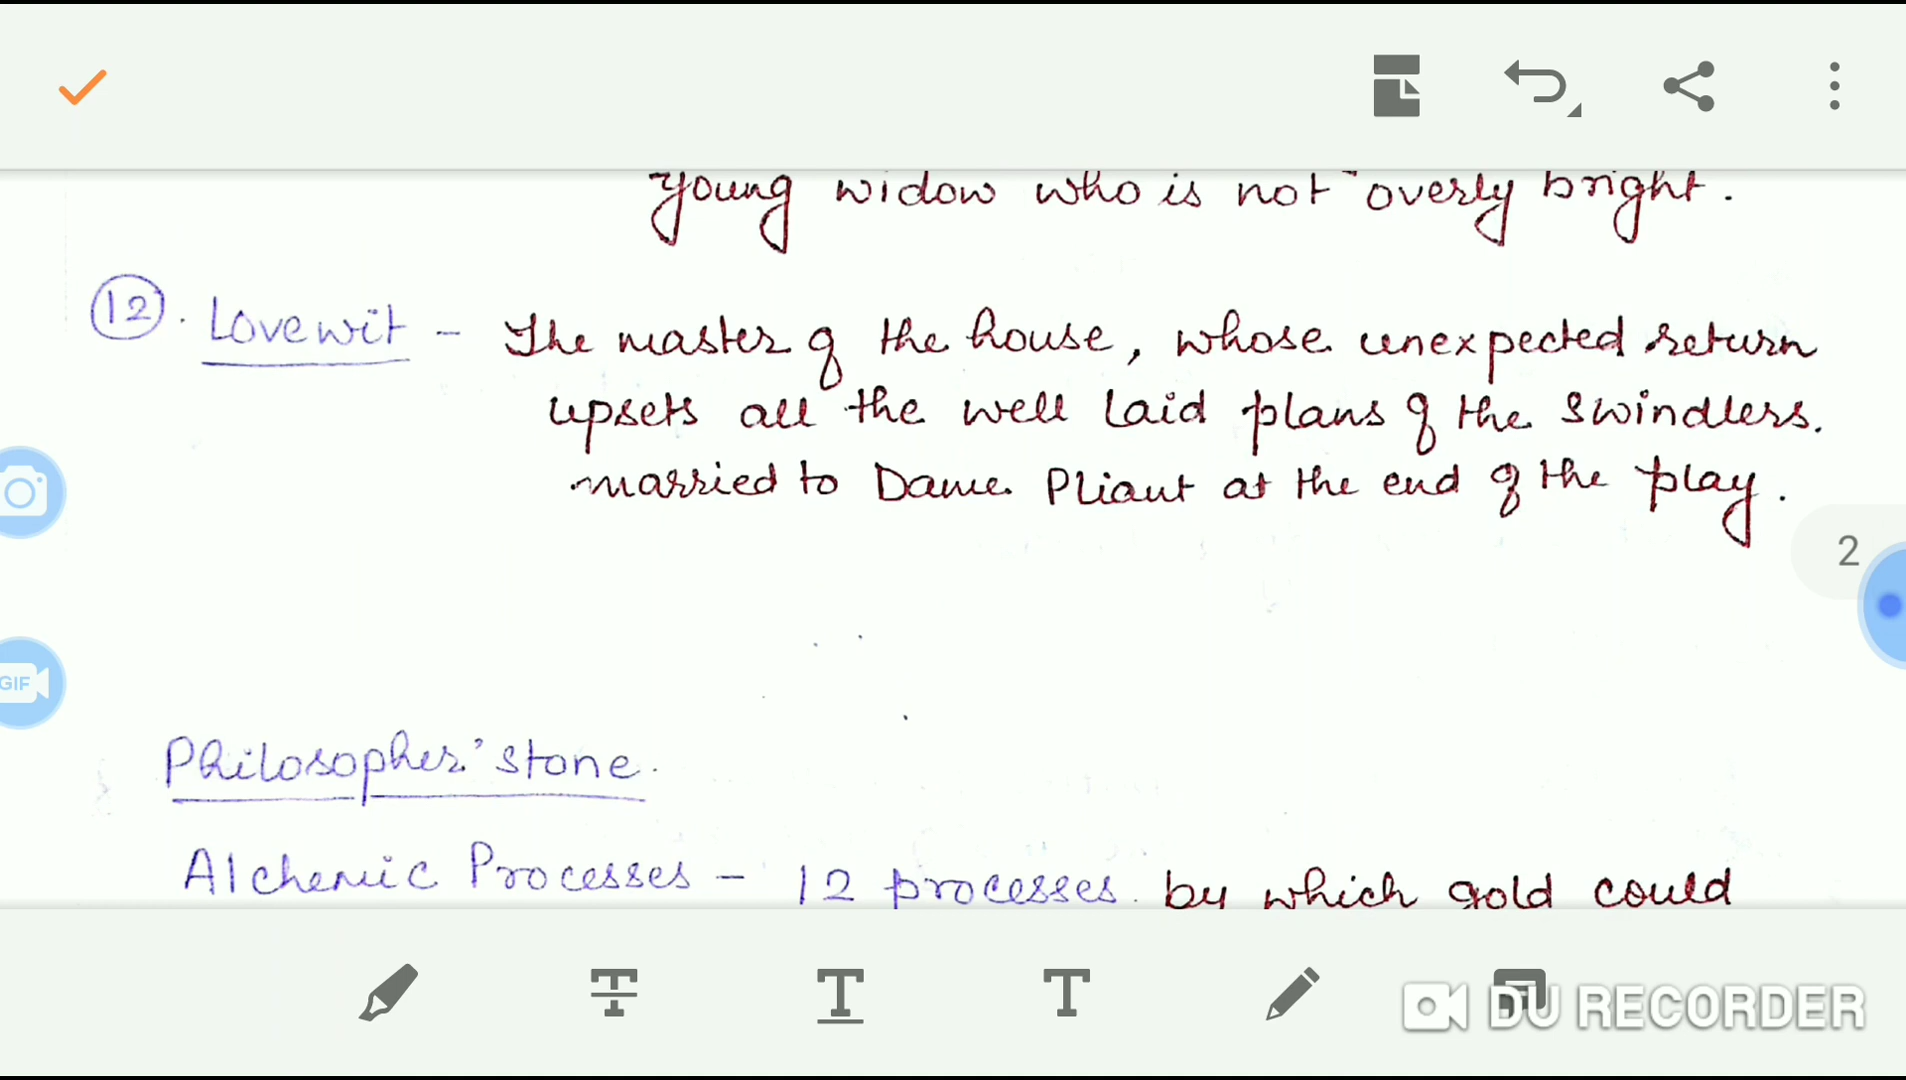 young widow who is not overly bright.
12. Lovewit - The master of the house, whose unexpected return
upsets all the well laid plans of the swindlers.
married to Dame Pliant at the end of the play.
2
GIF
Philosopher' stone.
Alchemic Processes - 12 processes by which gold could
T T T
DU RECORDER